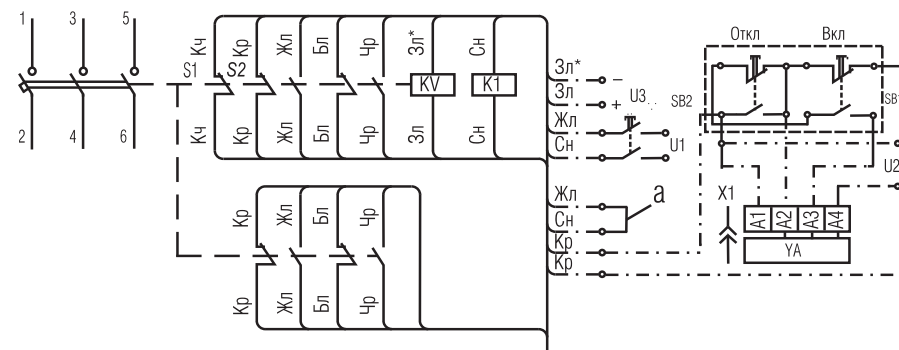 1 3 5
2 4 6
S1 S2
Кч Кр Жл Бл Чр Зл* Сн
KV K1
Кч Кр Жл Бл Чр Зл Сн
Кр Жл Бл Чр
Кр Жл Бл Чр
Зл* −
Зл +
Жл U3
Сн U1
Жл a
Сн
Кр
Кр
Откл Вкл
SB2 SB1
U2
X1
A1 A2 A3 A4
YA